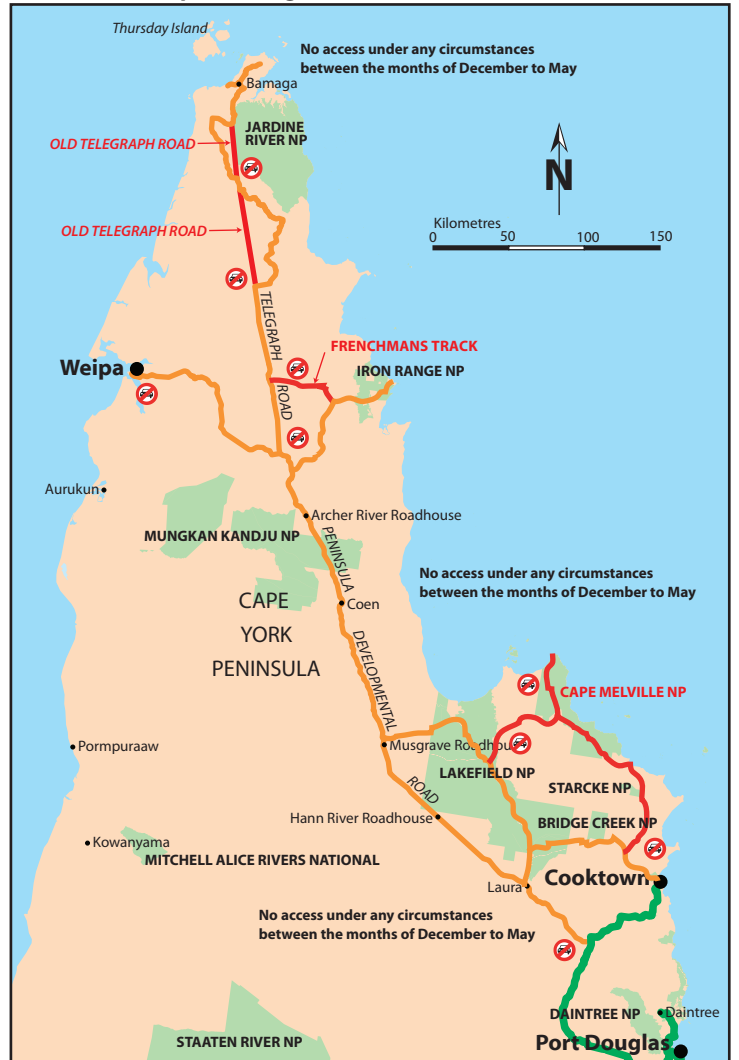 Thursday Island
No access under any circumstances
between the months of December to May
Bamaga
JARDINE
RIVER NP
OLD TELEGRAPH ROAD
N
OLD TELEGRAPH ROAD
Kilometres
0 50 100 150
TELEGRAPH
ROAD
FRENCHMANS TRACK
Weipa
IRON RANGE NP
Aurukun
Archer River Roadhouse
MUNGKAN KANDJU NP
PENINSULA
DEVELOPMENTAL
ROAD
No access under any circumstances
between the months of December to May
CAPE
YORK
PENINSULA
Coen
CAPE MELVILLE NP
Pormpuraaw
Musgrave Roadhou
LAKEFIELD NP
STARCKE NP
Hann River Roadhouse
BRIDGE CREEK NP
Kowanyama
MITCHELL ALICE RIVERS NATIONAL
Laura
Cooktown
No access under any circumstances
between the months of December to May
DAINTREE NP
Daintree
STAATEN RIVER NP
Port Douglas